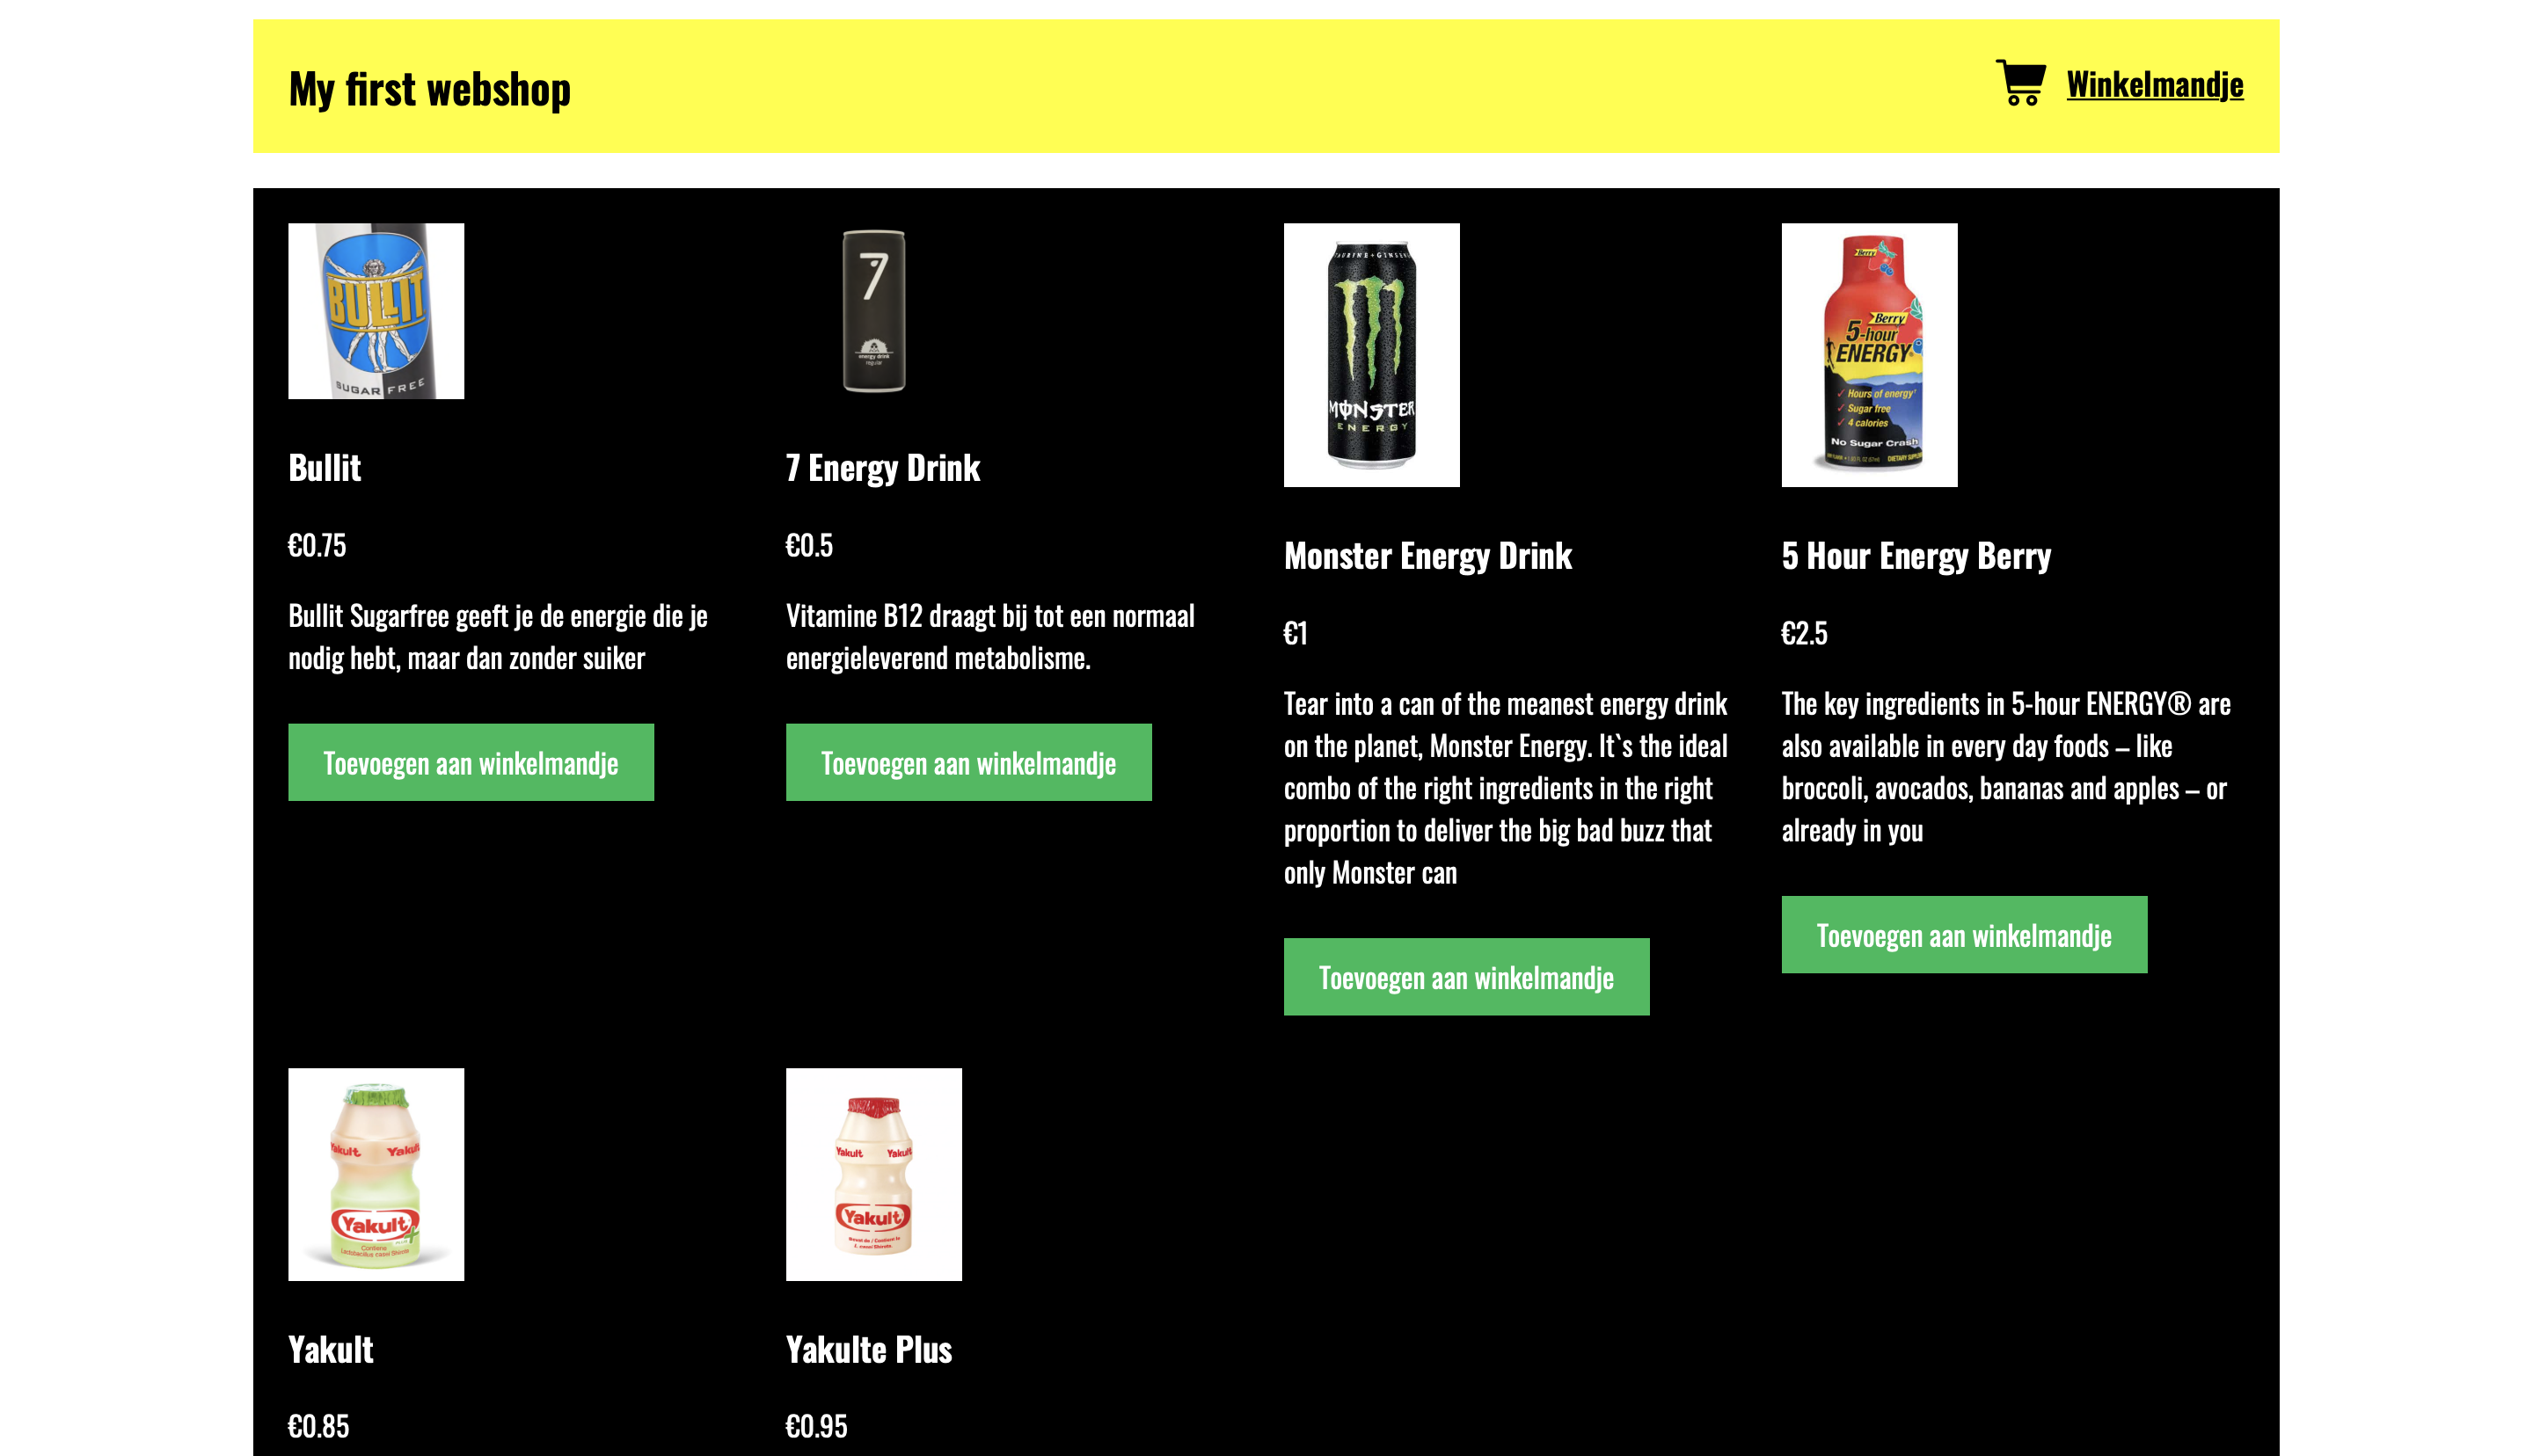 My first webshop
Winkelmandje
BULLIT
SUGAR FREE
7
energy drink
regular
MONSTER
ENERGY
Berry
Berry
5-hour
ENERGY
Hours of energy
Sugar free
4 calories
No Sugar Crash
Bullit
€0.75
Bullit Sugarfree geeft je de energie die je
nodig hebt, maar dan zonder suiker
Toevoegen aan winkelmandje
7 Energy Drink
€0.5
Vitamine B12 draagt bij tot een normaal
energieleverend metabolisme.
Toevoegen aan winkelmandje
Monster Energy Drink
€1
Tear into a can of the meanest energy drink
on the planet, Monster Energy. It`s the ideal
combo of the right ingredients in the right
proportion to deliver the big bad buzz that
only Monster can
Toevoegen aan winkelmandje
5 Hour Energy Berry
€2.5
The key ingredients in 5-hour ENERGY® are
also available in every day foods – like
broccoli, avocados, bananas and apples – or
already in you
Toevoegen aan winkelmandje
Yakult
Yakult
Yakult
Yakult
Yakult
€0.85
Yakulte Plus
€0.95